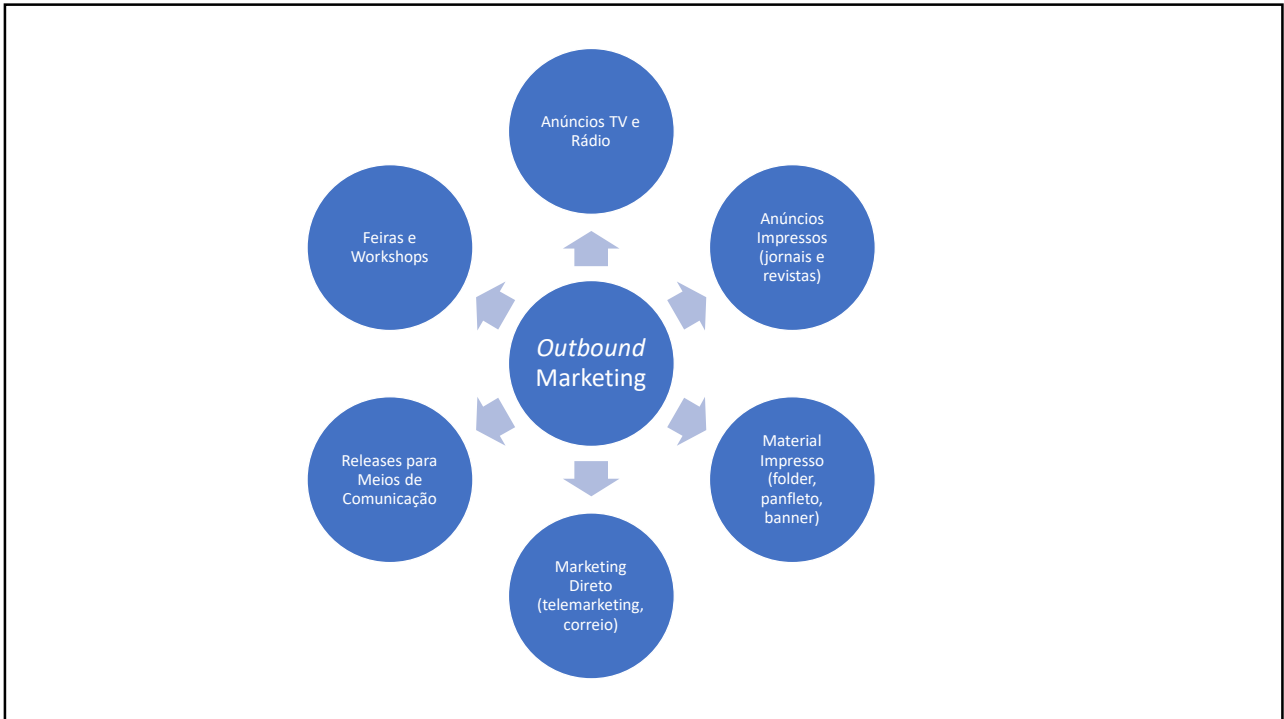 Anúncios TV e
Rádio
Anúncios
Impressos
(jornais e
revistas)
Material
Impresso
(folder,
panfleto,
banner)
Marketing
Direto
(telemarketing,
correio)
Releases para
Meios de
Comunicação
Feiras e
Workshops
Outbound
Marketing